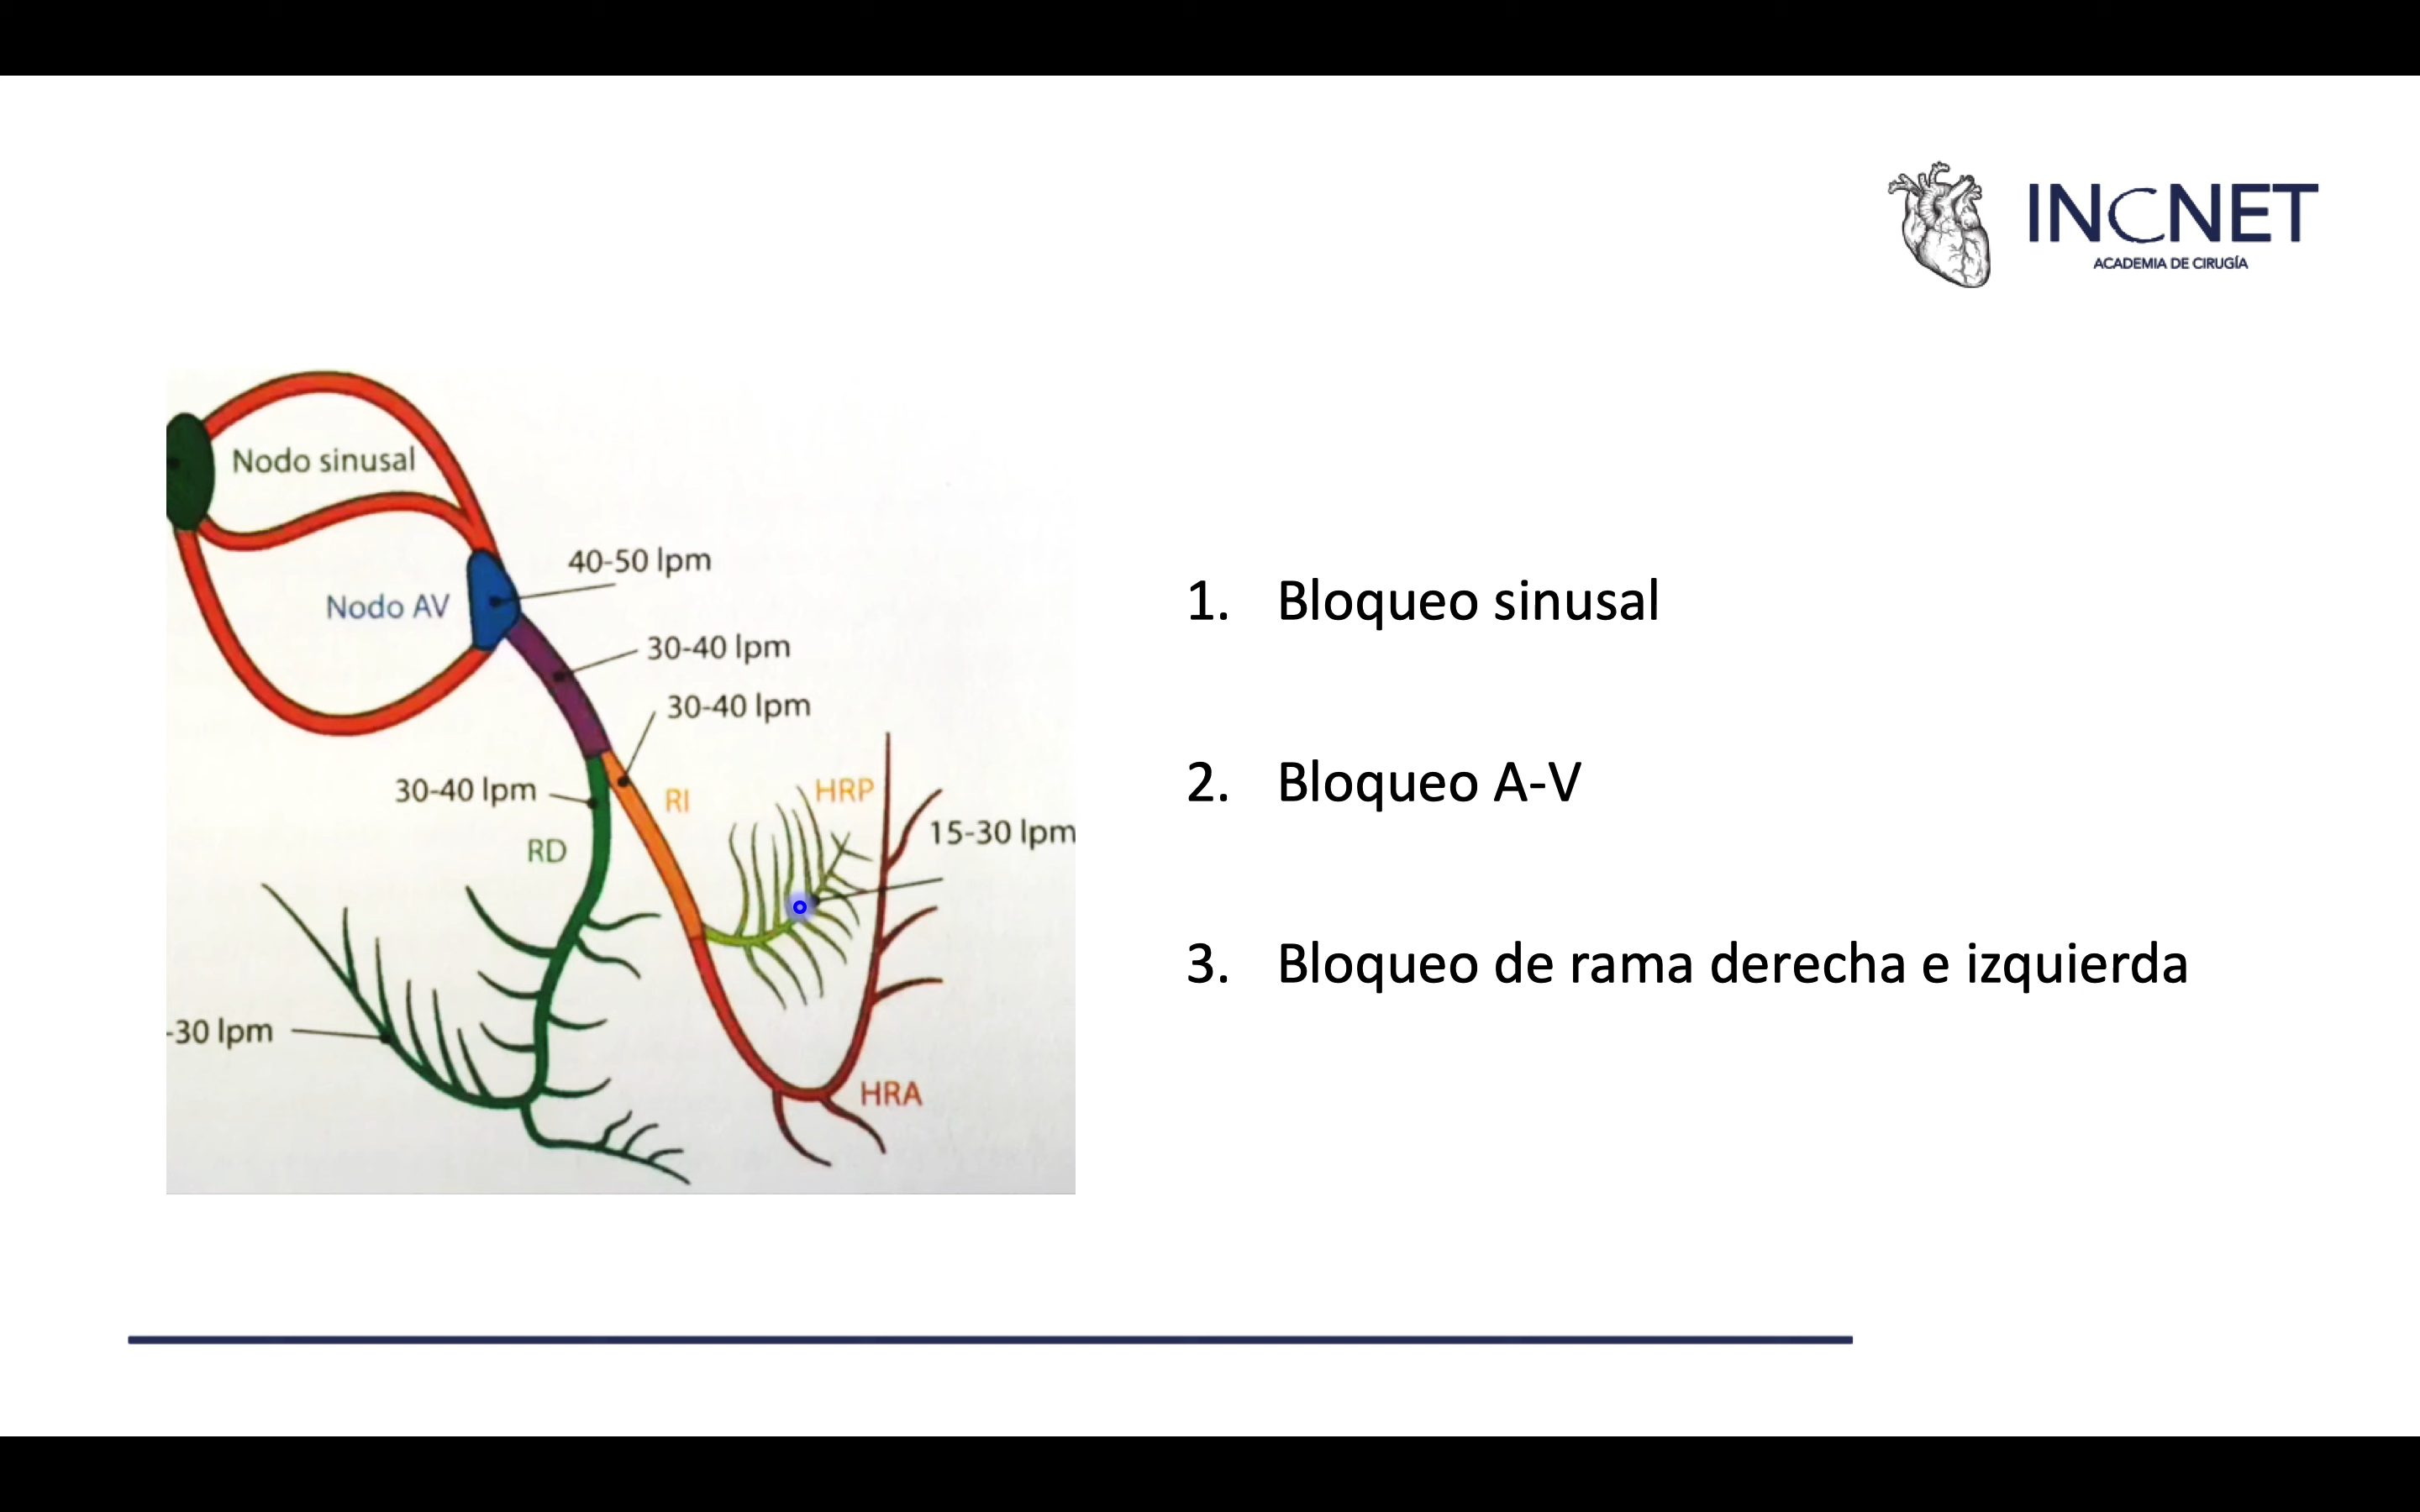 INCNET
ACADEMIA DE CIRUGÍA
Nodo sinusal
40-50 lpm
Nodo AV
30-40 lpm
30-40 lpm
30-40 lpm
RI
HRP
15-30 lpm
RD
-30 lpm
HRA
1. Bloqueo sinusal
2. Bloqueo A-V
3. Bloqueo de rama derecha e izquierda